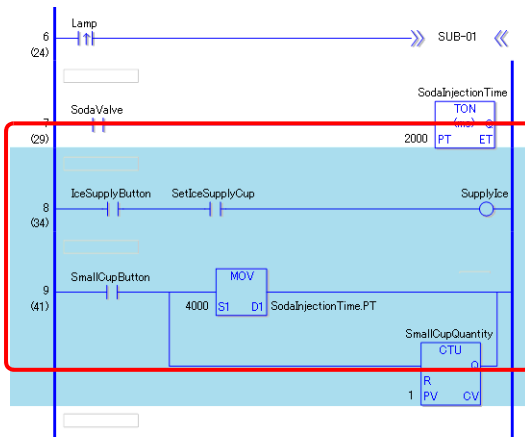 Lamp
6 SUB-01
(24)
SodaInjectionTime
SodaValve TON
7 (ms) Q
(29) 2000 PT ET
IceSupplyButton SetIceSupplyCup SupplyIce
8
(34)
SmallCupButton MOV
9
(41) 4000 S1 D1 SodaInjectionTime.PT
SmallCupQuantity
CTU
Q
R
1 PV CV